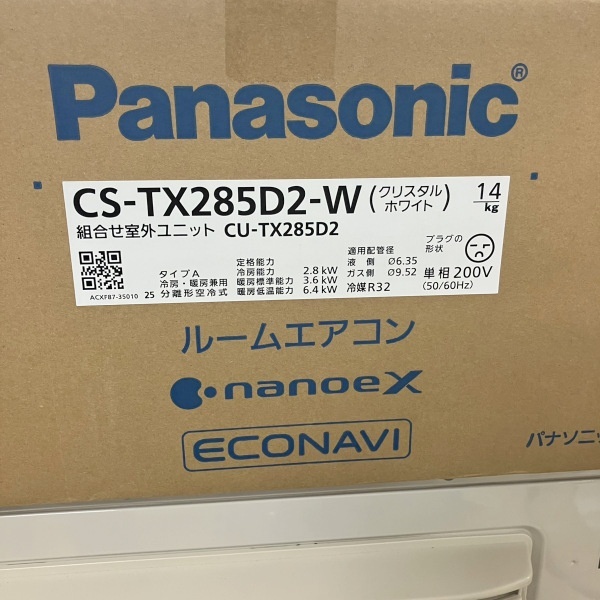 Panasonic®
CS-TX285D2-W (クリスタルホワイト) 14 kg
組合せ室外ユニット CU-TX285D2
タイプA
冷房・暖房兼用
分離形空冷式
定格能力
冷房能力 2.8 kW
暖房標準能力 3.6 kW
暖房低温能力 6.4 kW
適用配管径
液 側 Ø6.35
ガス側 Ø9.52
冷媒R32
プラグの形状
単相200V
(50/60Hz)
ACXF87-35010 25
ルームエアコン
nanoeX
ECONAVI
パナソニッ